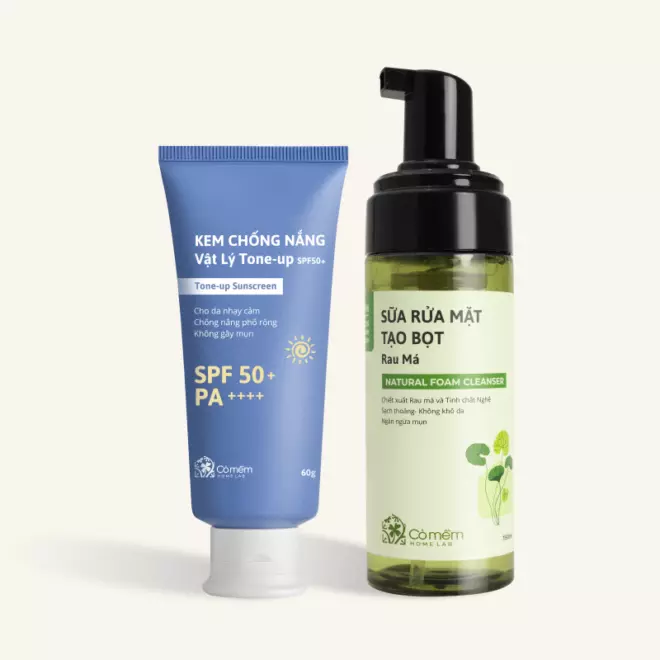 KEM CHỐNG NẮNG
Vật Lý Tone-up SPF50+
Tone-up Sunscreen
Cho da nhạy cảm
Chống nắng phổ rộng
Không gây mụn
SPF 50+
PA ++++
Cỏ mềm
HOME LAB
60g
SỮA RỬA MẶT
TẠO BỌT
Rau Má
NATURAL FOAM CLEANSER
Chiết xuất Rau má và Tinh chất Nghệ
Sạch thoáng- Không khô da
Ngăn ngừa mụn
Cỏ mềm
HOME LAB